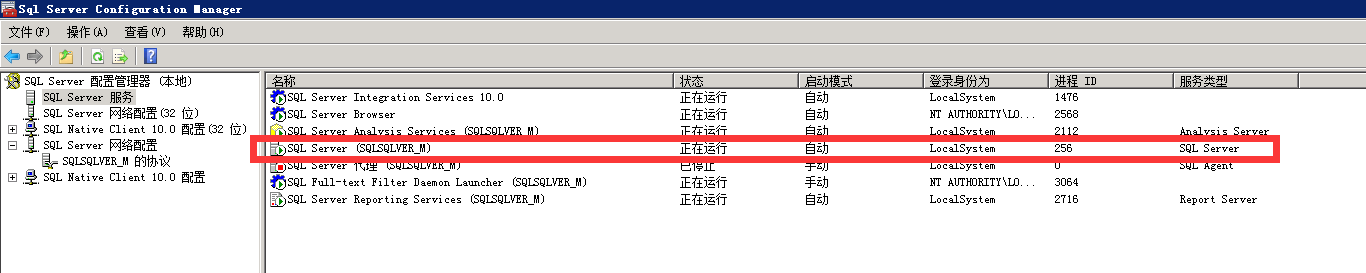 Sql Server Configuration Manager
文件(F) 操作(A) 查看(V) 帮助(H)
SQL Server 配置管理器 (本地)
SQL Server 服务
SQL Server 网络配置(32 位)
SQL Native Client 10.0 配置(32 位)
SQL Server 网络配置
SQLSQLVER_M 的协议
SQL Native Client 10.0 配置
名称 状态 启动模式 登录身份为 进程 ID 服务类型
SQL Server Integration Services 10.0 正在运行 自动 LocalSystem 1476
SQL Server Browser 正在运行 自动 NT AUTHORITY\LO... 2568
SQL Server Analysis Services (SQLSQLVER_M) 正在运行 自动 LocalSystem 2112 Analysis Server
SQL Server (SQLSQLVER_M) 正在运行 自动 LocalSystem 256 SQL Server
SQL Server 代理 (SQLSQLVER_M) 已停止 手动 LocalSystem 0 SQL Agent
SQL Full-text Filter Daemon Launcher (SQLSQLVER_M) 正在运行 手动 NT AUTHORITY\LO... 3064
SQL Server Reporting Services (SQLSQLVER_M) 正在运行 自动 LocalSystem 2716 Report Server